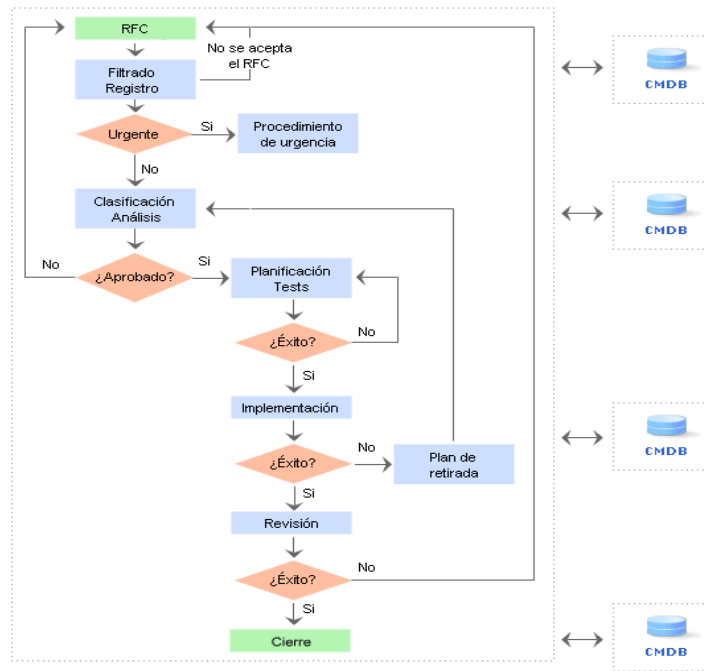 RFC
No se acepta
el RFC
Filtrado
Registro
Urgente
Si
Procedimiento
de urgencia
No
Clasificación
Análisis
¿Aprobado?
No
Si
Planificación
Tests
¿Éxito?
No
Si
Implementación
¿Éxito?
No
Plan de
retirada
Si
Revisión
¿Éxito?
No
Si
Cierre
CMDB
CMDB
CMDB
CMDB